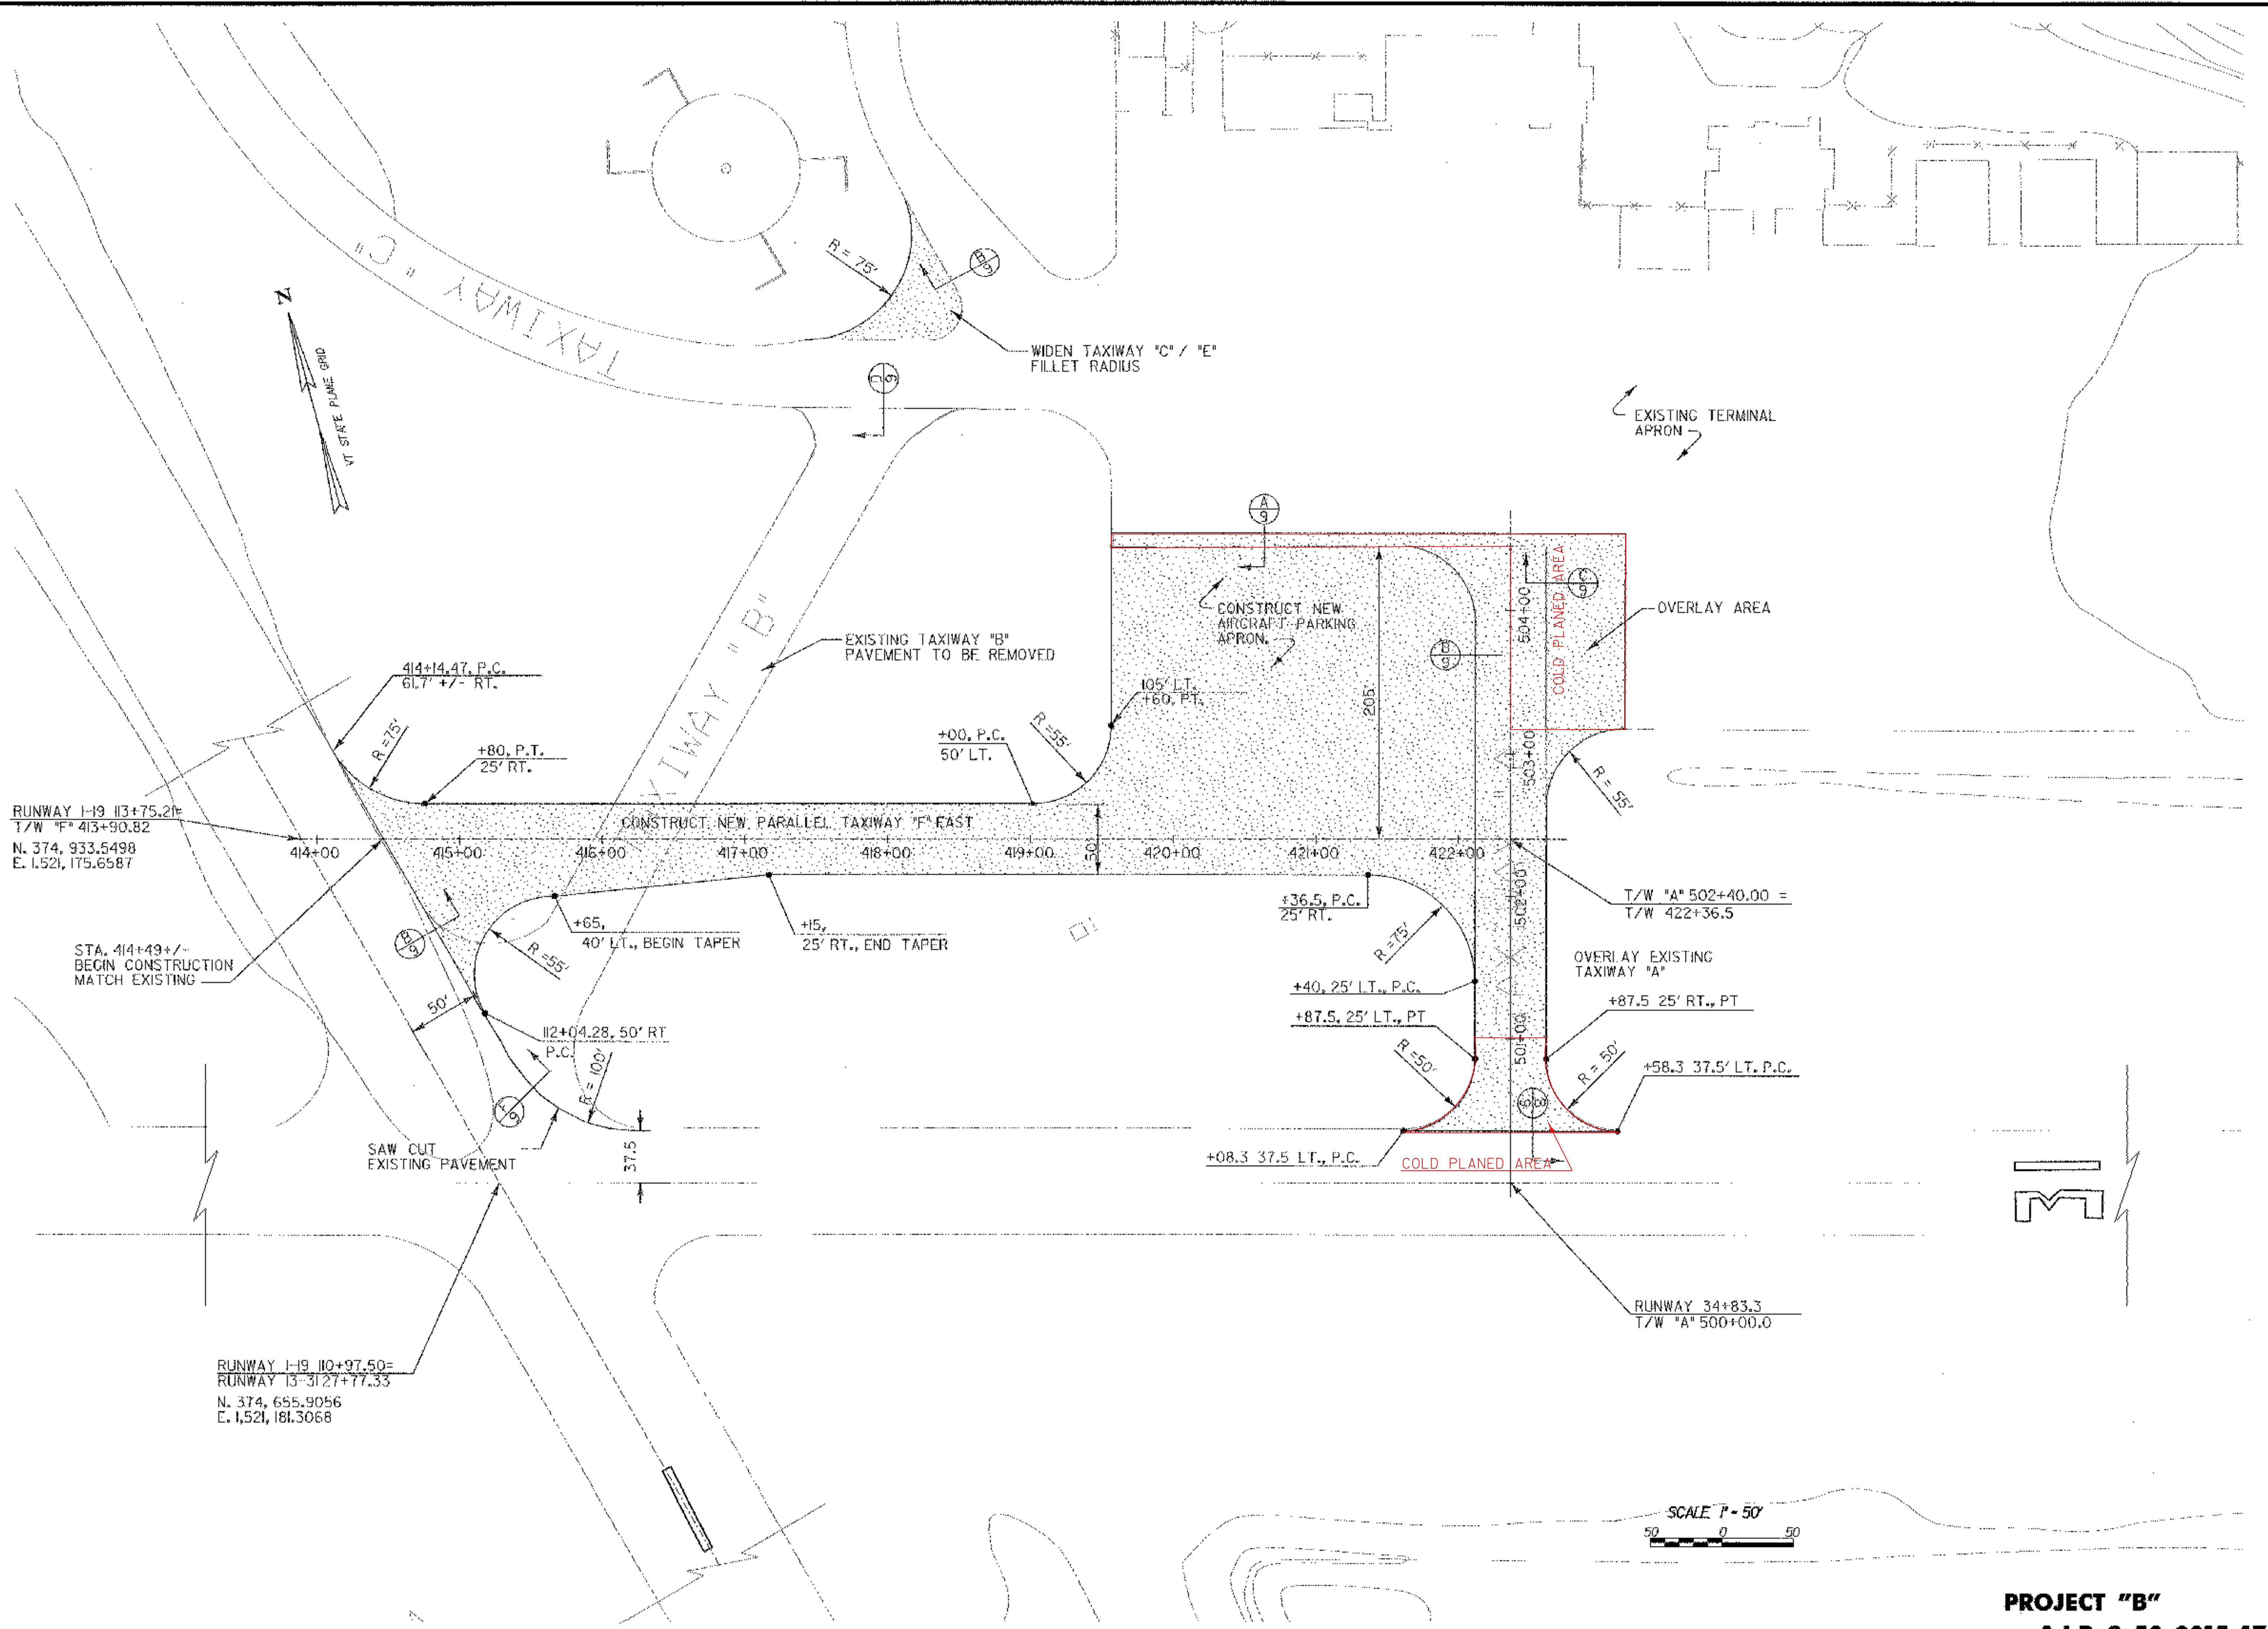 R = 75'
TAXIWAY "C"
B
9
N
VT STATE PLANE GRID
WIDEN TAXIWAY "C" / "E"
FILLET RADIUS
D
9
EXISTING TERMINAL
APRON
A
9
CONSTRUCT NEW
AIRCRAFT PARKING
APRON.
205'
504+00
COLD PLANED AREA
C
9
OVERLAY AREA
B
9
EXISTING TAXIWAY "B"
PAVEMENT TO BE REMOVED
TAXIWAY "B"
414+14.47, P.C.
61.7' +/- RT.
R =75'
+80, P.T.
25' RT.
105' LT.
+60, PT.
+00, P.C.
50' LT.
R =55'
503+00
R = 55'
RUNWAY 1-19 113+75.21=
T/W "F" 413+90.82
N. 374, 933.5498
E. 1,521, 175.6587
CONSTRUCT NEW PARALLEL TAXIWAY "F" EAST
414+00
415+00
416+00
417+00
418+00
419+00
50'
420+00
421+00
422+00
502+00
T/W "A" 502+40.00 =
T/W 422+36.5
+36.5, P.C.
25' RT.
+65,
40' LT., BEGIN TAPER
+15,
25' RT., END TAPER
R =55'
R =75'
STA. 414+49+/-
BEGIN CONSTRUCTION
MATCH EXISTING
50'
OVERLAY EXISTING
TAXIWAY "A"
+40, 25' LT., P.C.
+87.5, 25' LT., PT
+87.5 25' RT., PT
112+04.28, 50' RT
P.C.
R = 100'
501+00
R =50'
R = 50'
+58.3 37.5' LT. P.C.
F
9
SAW CUT
EXISTING PAVEMENT
37.5
+08.3 37.5 LT., P.C.
COLD PLANED AREA
RUNWAY 34+83.3
T/W "A" 500+00.0
RUNWAY 1-19 110+97.50=
RUNWAY 13-31 27+77.33
N. 374, 655.9056
E. 1,521, 181.3068
SCALE 1" = 50'
50 0 50
PROJECT "B"